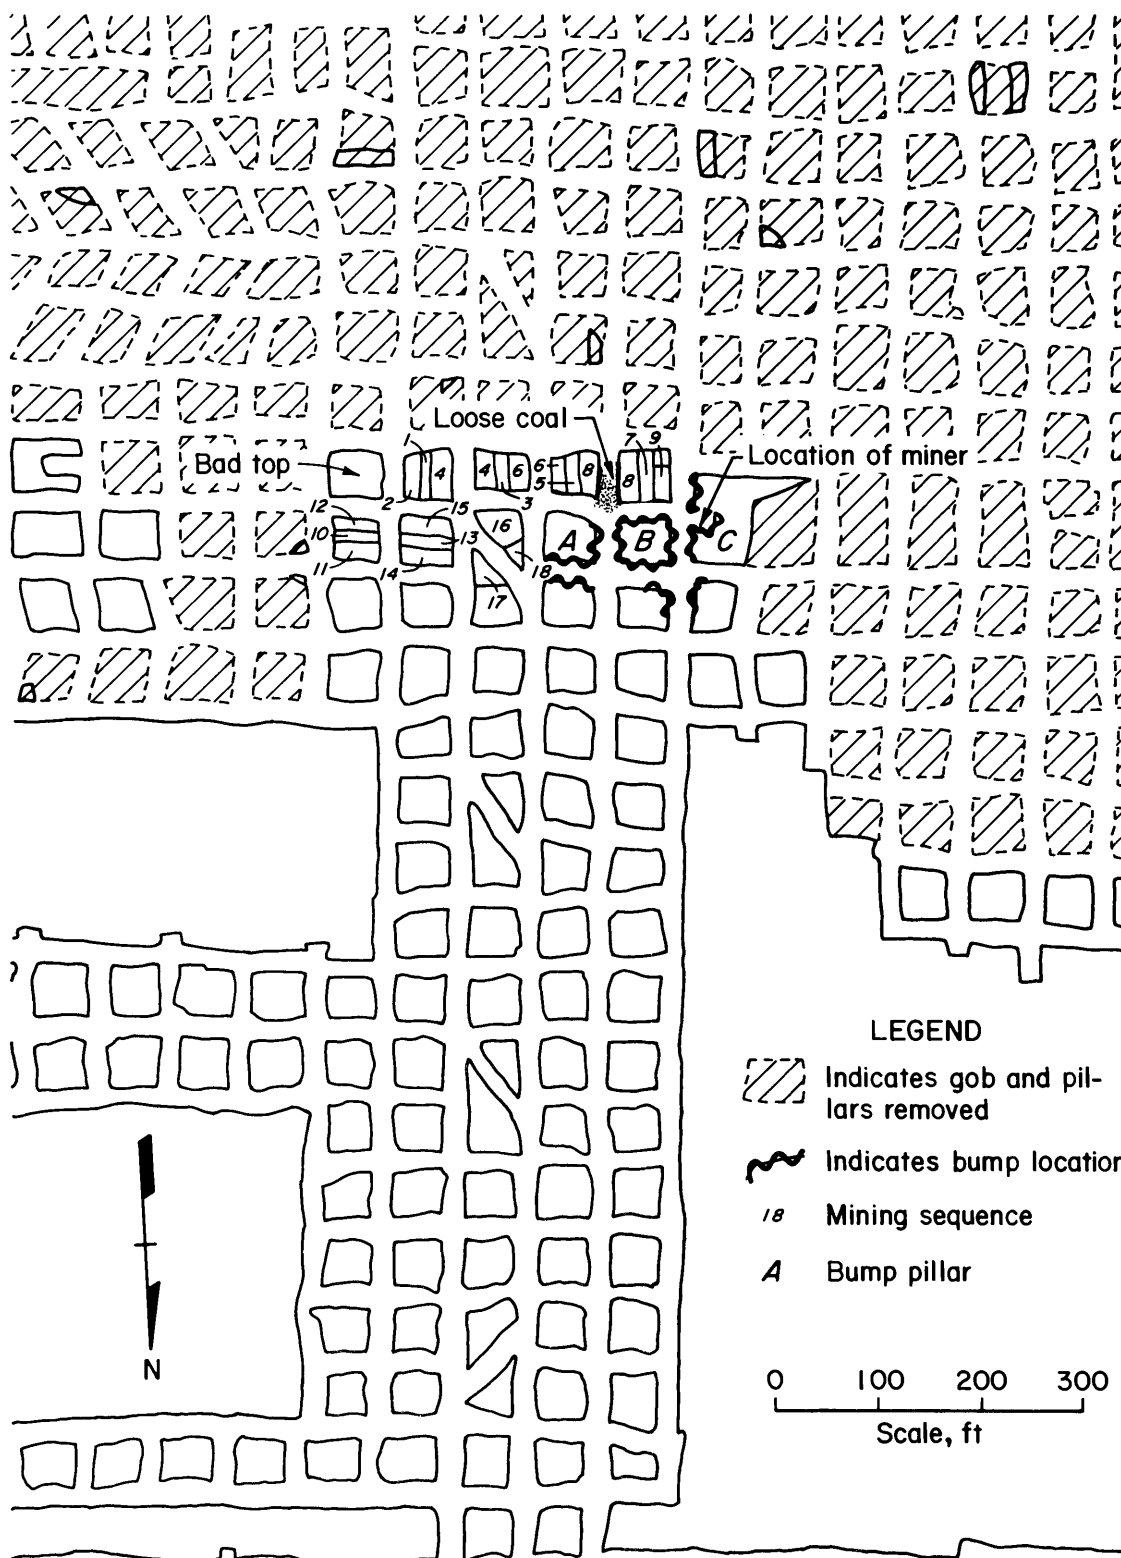 Loose coal
1
7 9
Location of miner
Bad top
4
4
6
6
8
5
8
2
3
12
15
16
10
13
A
B
C
11
14
18
17
LEGEND
Indicates gob and pil-
lars removed
Indicates bump location
18 Mining sequence
A Bump pillar
N
0 100 200 300
Scale, ft